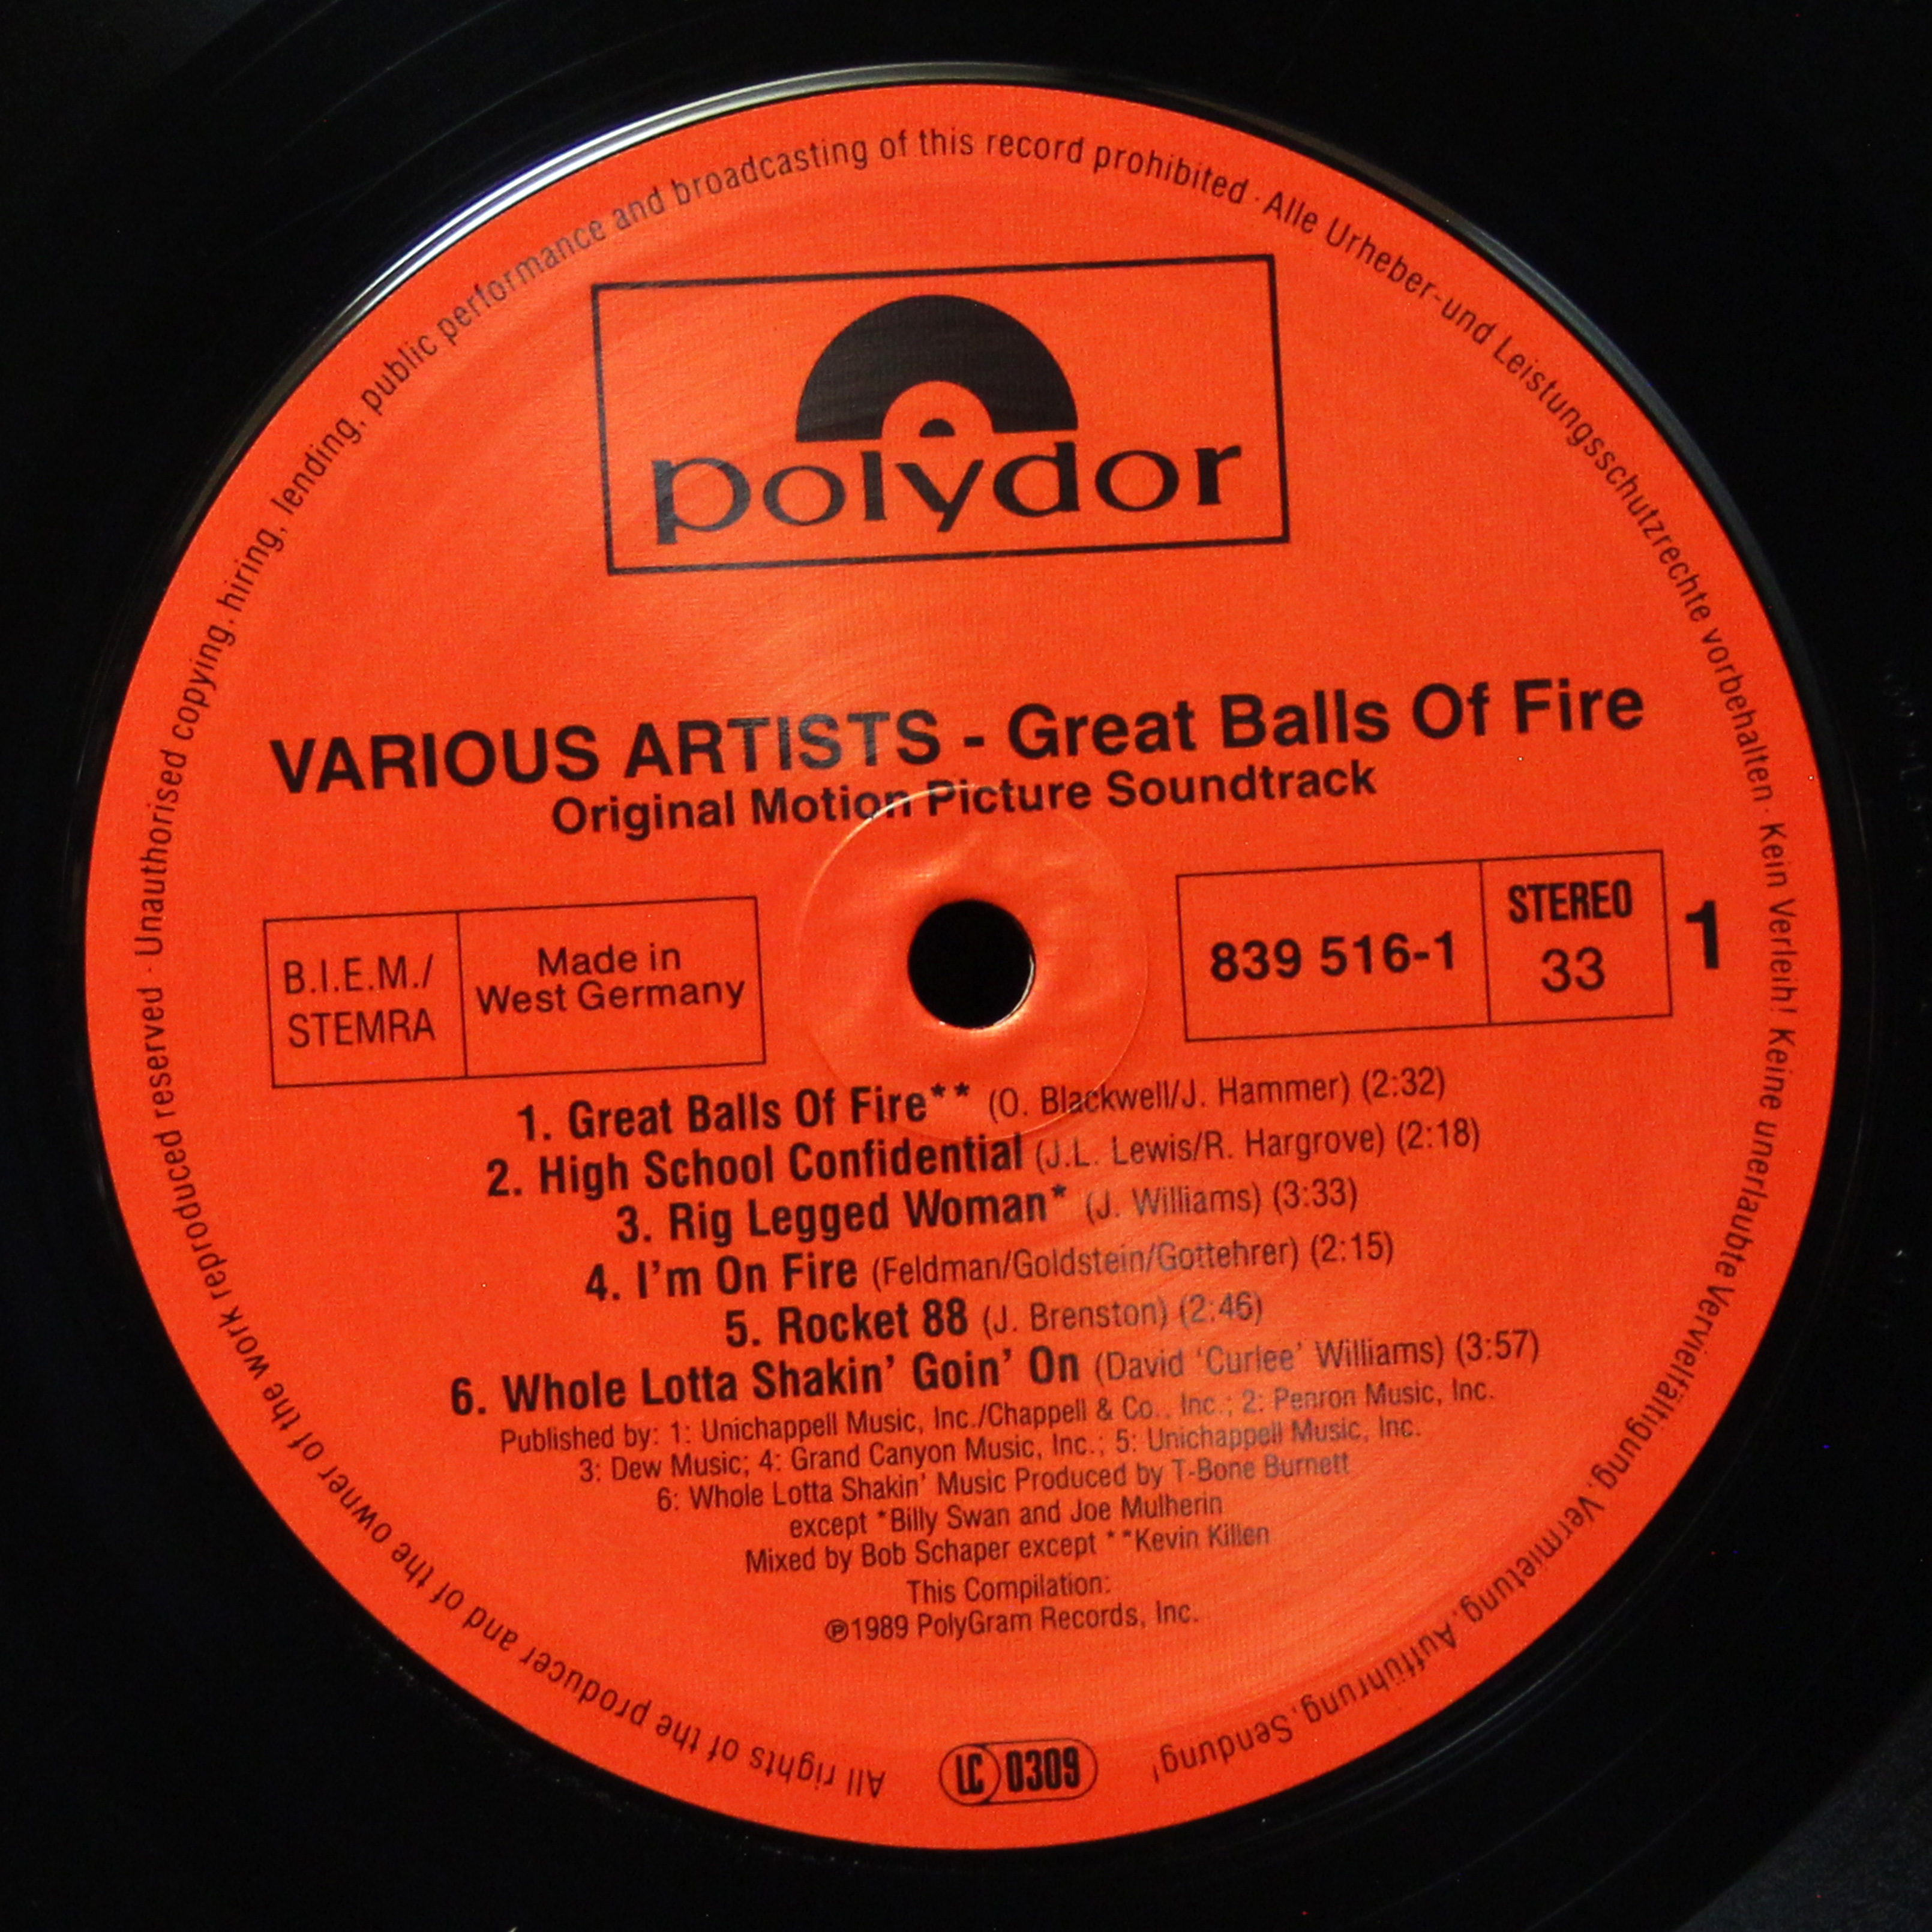 All rights of the producer and of the owner of the work reproduced reserved · Unauthorised copying, hiring, lending, public performance and broadcasting of this record prohibited · Alle Urheber- und Leistungsschutzrechte vorbehalten · Kein Verleih! Keine unerlaubte Vervielfältigung, Vermietung, Aufführung, Sendung!
polydor
VARIOUS ARTISTS - Great Balls Of Fire
Original Motion Picture Soundtrack
B.I.E.M./
STEMRA
Made in
West Germany
839 516-1
STEREO
33
1
1. Great Balls Of Fire** (O. Blackwell/J. Hammer) (2:32)
2. High School Confidential (J.L. Lewis/R. Hargrove) (2:18)
3. Rig Legged Woman* (J. Williams) (3:33)
4. I'm On Fire (Feldman/Goldstein/Gottehrer) (2:15)
5. Rocket 88 (J. Brenston) (2:46)
6. Whole Lotta Shakin' Goin' On (David 'Curlee' Williams) (3:57)
Published by: 1: Unichappell Music, Inc./Chappell & Co., Inc.; 2: Penron Music, Inc.
3: Dew Music; 4: Grand Canyon Music, Inc.; 5: Unichappell Music, Inc.
6: Whole Lotta Shakin' Music Produced by T-Bone Burnett
except *Billy Swan and Joe Mulherin
Mixed by Bob Schaper except **Kevin Killen
This Compilation:
℗1989 PolyGram Records, Inc.
LC 0309